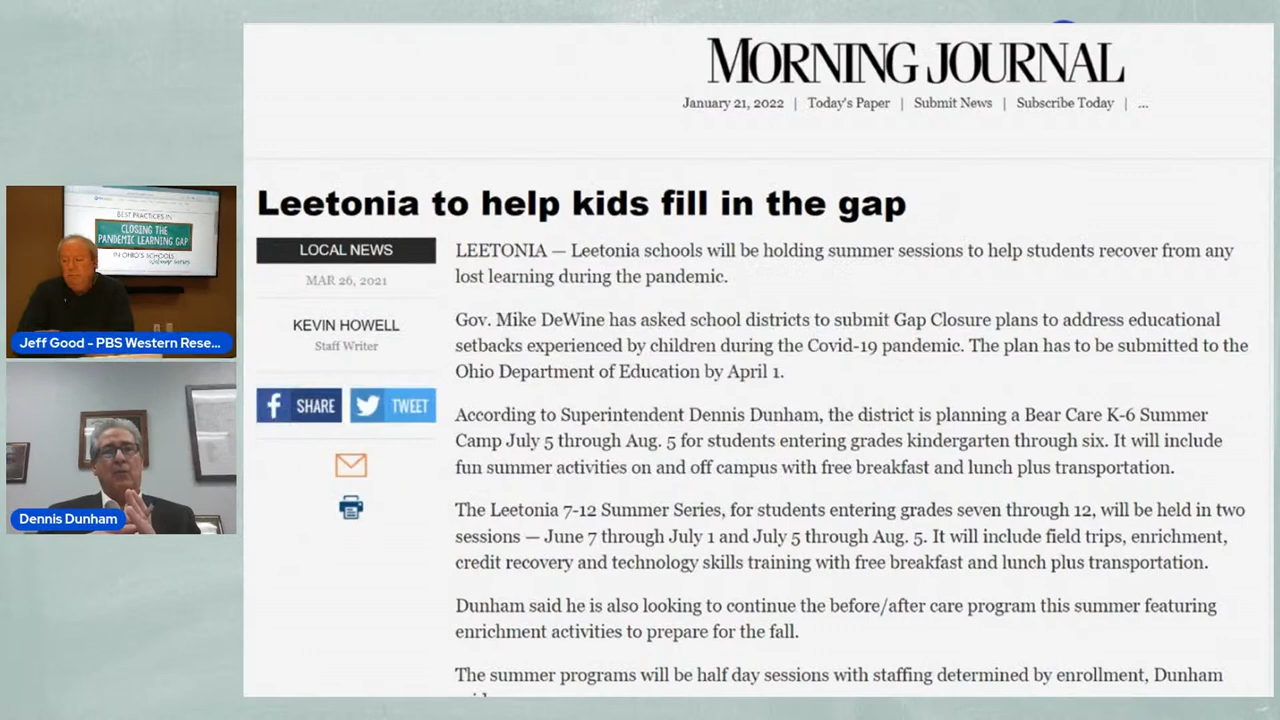 MORNING JOURNAL
January 21, 2022 | Today's Paper | Submit News | Subscribe Today | ...
Leetonia to help kids fill in the gap
LOCAL NEWS
MAR 26, 2021
KEVIN HOWELL
Staff Writer
SHARE
TWEET
LEETONIA — Leetonia schools will be holding summer sessions to help students recover from any
lost learning during the pandemic.
Gov. Mike DeWine has asked school districts to submit Gap Closure plans to address educational
setbacks experienced by children during the Covid-19 pandemic. The plan has to be submitted to the
Ohio Department of Education by April 1.
According to Superintendent Dennis Dunham, the district is planning a Bear Care K-6 Summer
Camp July 5 through Aug. 5 for students entering grades kindergarten through six. It will include
fun summer activities on and off campus with free breakfast and lunch plus transportation.
The Leetonia 7-12 Summer Series, for students entering grades seven through 12, will be held in two
sessions — June 7 through July 1 and July 5 through Aug. 5. It will include field trips, enrichment,
credit recovery and technology skills training with free breakfast and lunch plus transportation.
Dunham said he is also looking to continue the before/after care program this summer featuring
enrichment activities to prepare for the fall.
The summer programs will be half day sessions with staffing determined by enrollment, Dunham
BEST PRACTICES IN
CLOSING THE
PANDEMIC LEARNING GAP
IN OHIO'S SCHOOLS
Jeff Good - PBS Western Rese...
Dennis Dunham